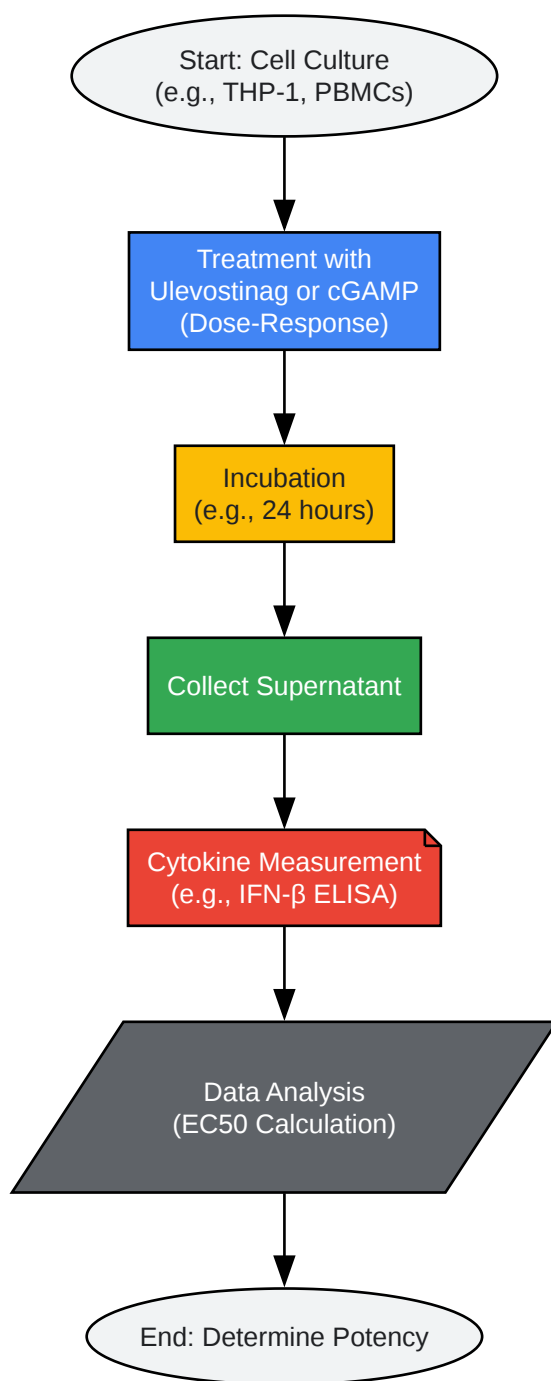 Start: Cell Culture
(e.g., THP-1, PBMCs)
Treatment with
Ulevostinag or cGAMP
(Dose-Response)
Incubation
(e.g., 24 hours)
Collect Supernatant
Cytokine Measurement
(e.g., IFN-β ELISA)
Data Analysis
(EC50 Calculation)
End: Determine Potency